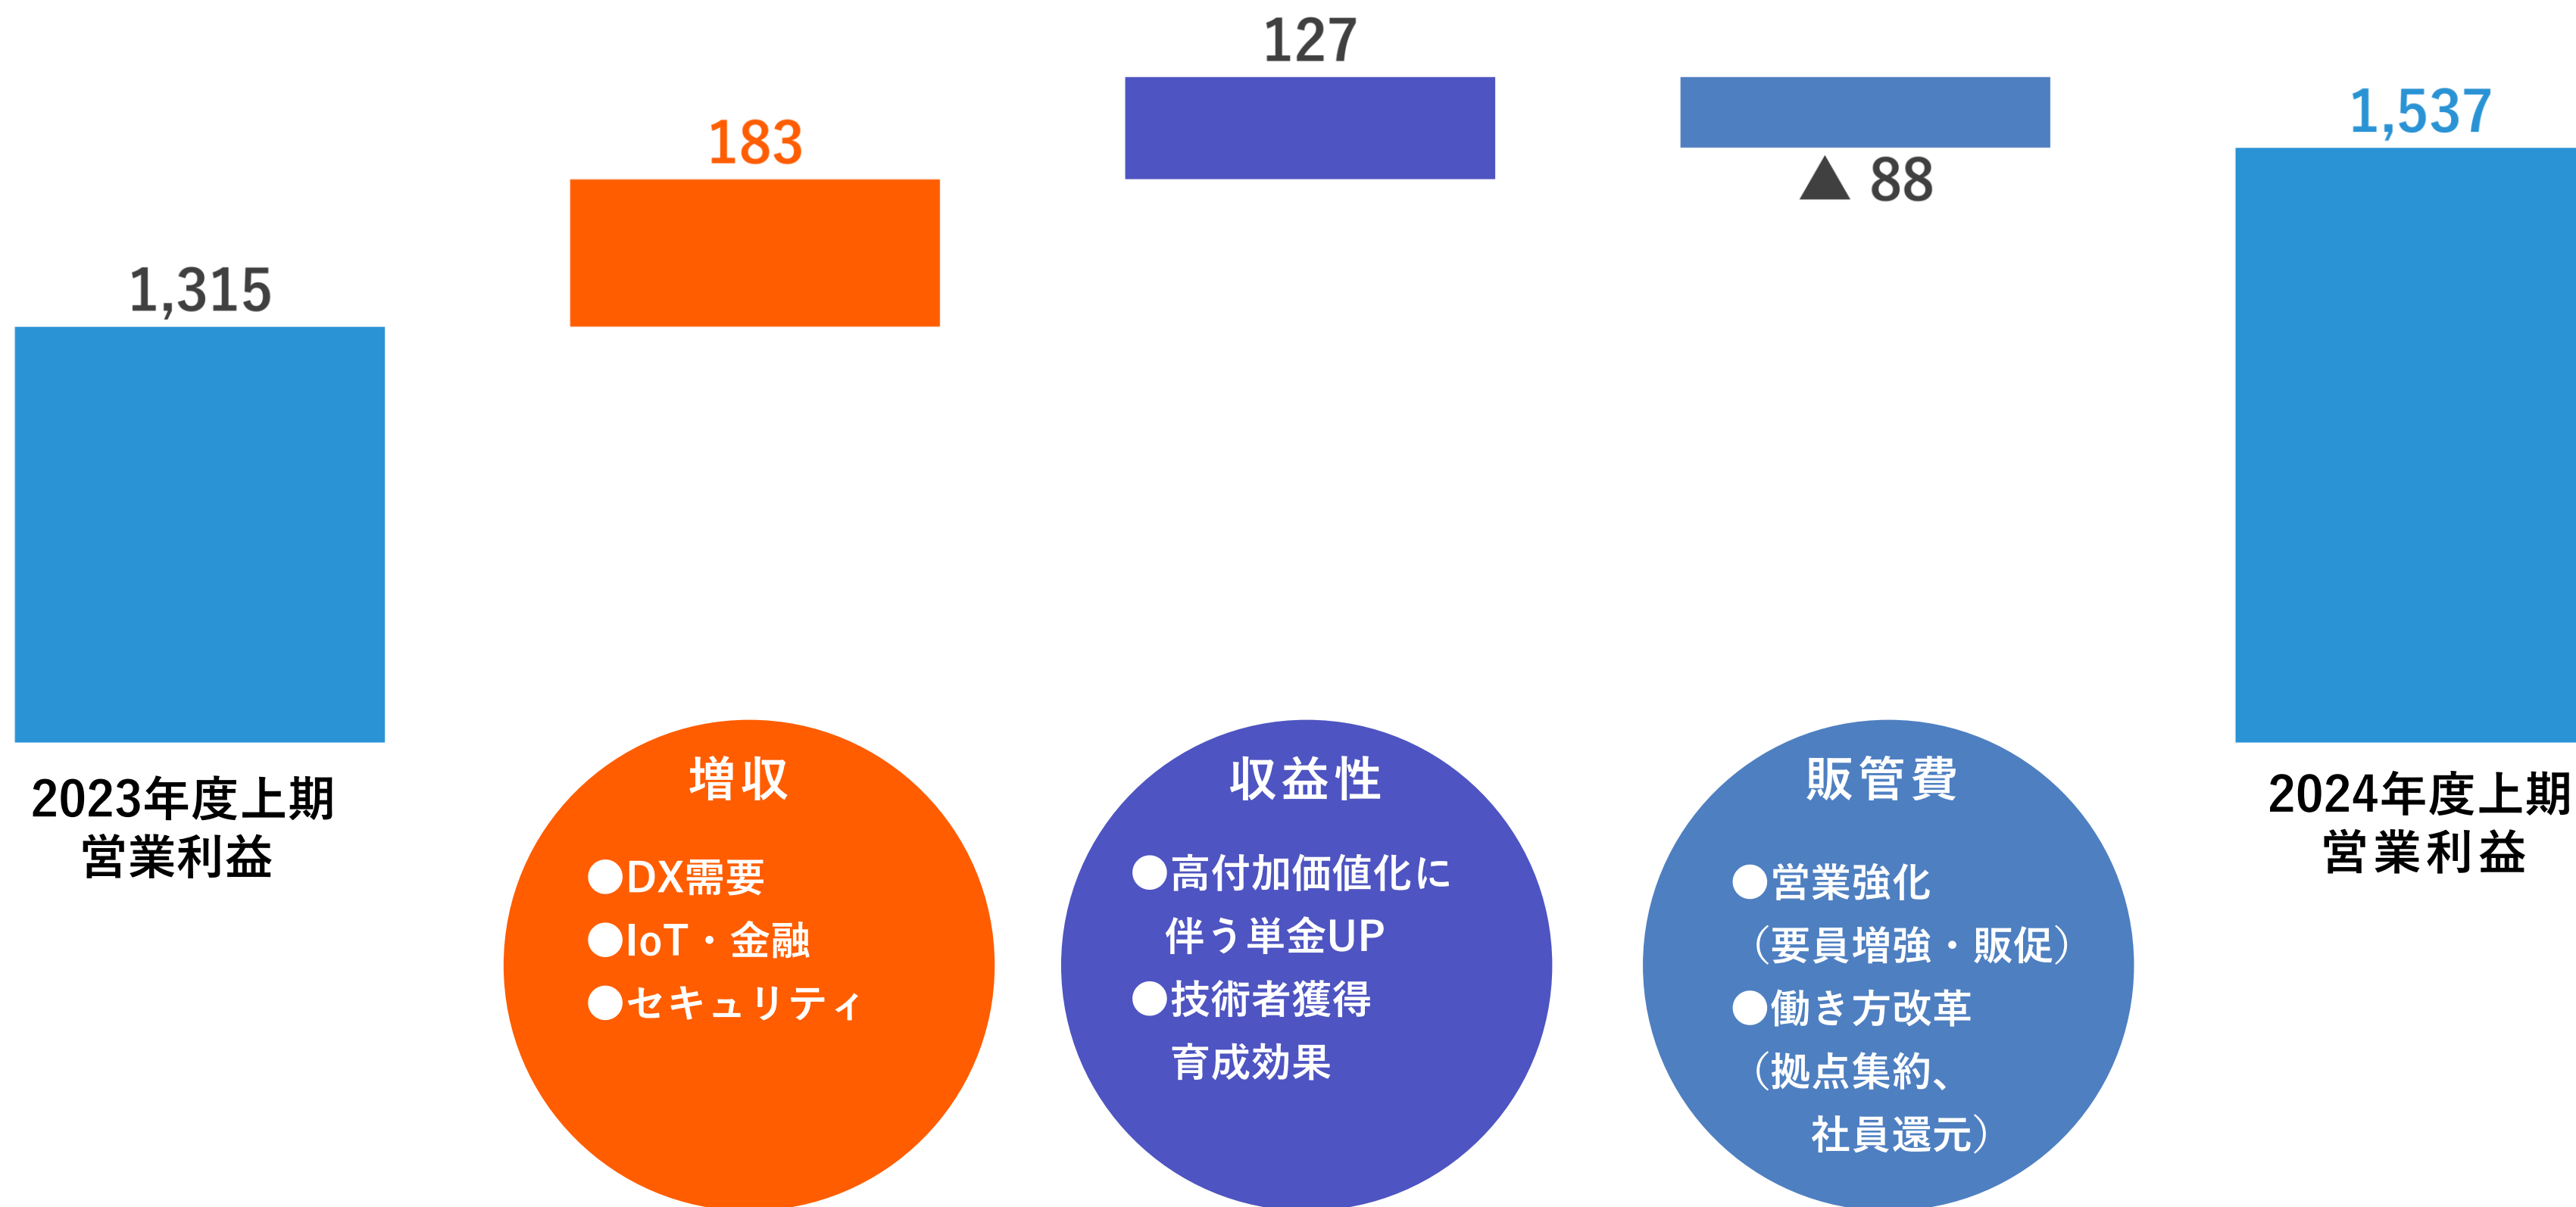 1,315
183
127
▲ 88
1,537
2023年度上期
営業利益
増収
●DX需要
●IoT・金融
●セキュリティ
収益性
●高付加価値化に
伴う単金UP
●技術者獲得
育成効果
販管費
●営業強化
（要員増強・販促）
●働き方改革
（拠点集約、
社員還元）
2024年度上期
営業利益